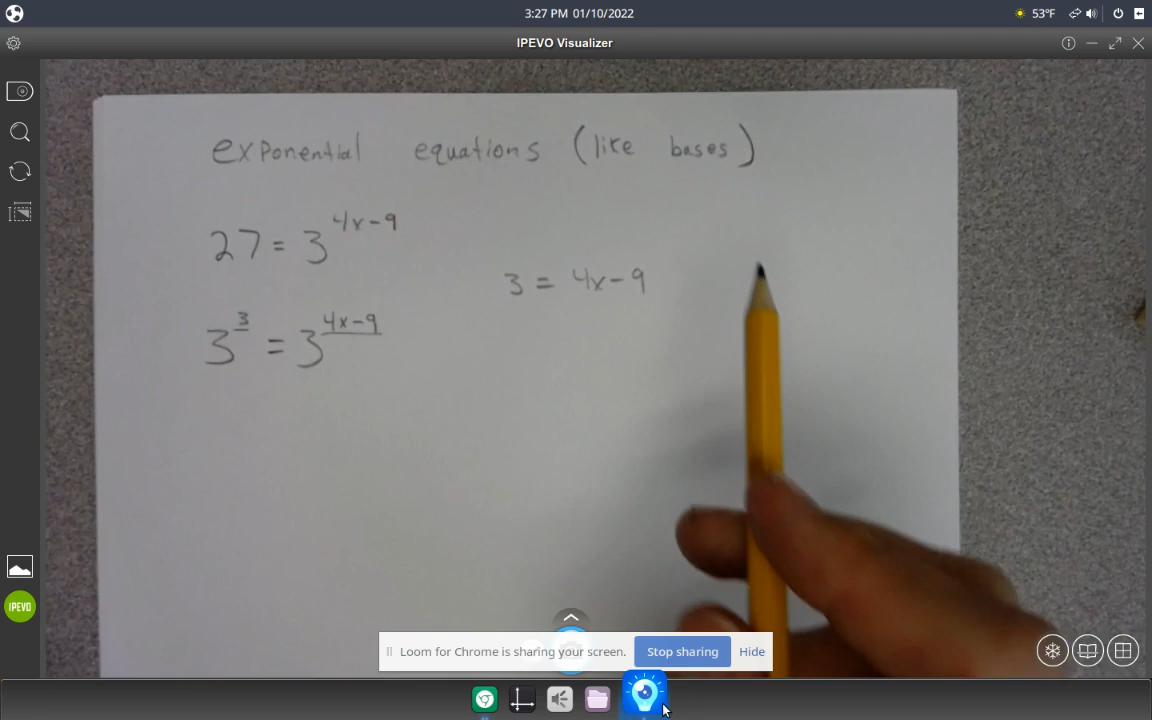 3:27 PM 01/10/2022
53°F
IPEVO Visualizer
exponential equations (like bases)
27 = 3^{4x-9}
3 = 4x-9
3^{3} = 3^{4x-9}
IPEVO
Loom for Chrome is sharing your screen. Stop sharing Hide